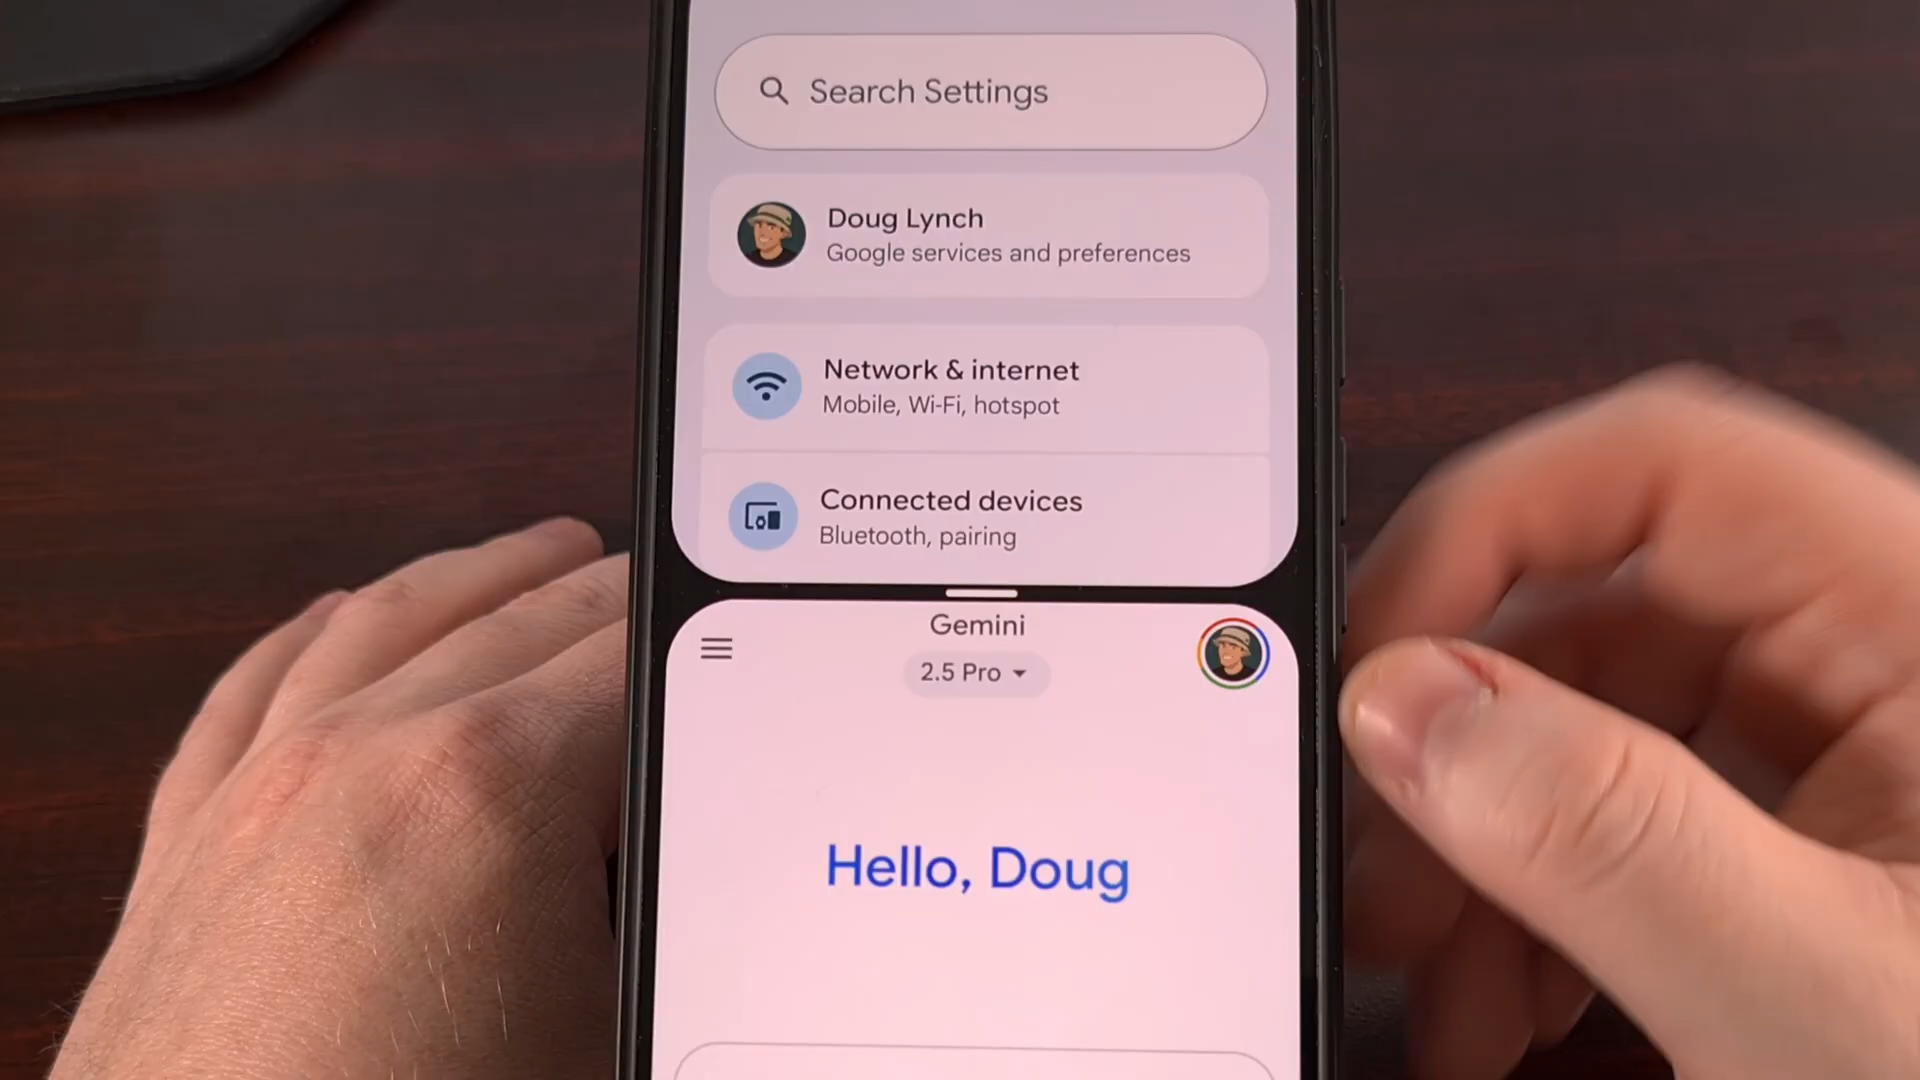 Search Settings
Doug Lynch
Google services and preferences
Network & internet
Mobile, Wi-Fi, hotspot
Connected devices
Bluetooth, pairing
Gemini
2.5 Pro
Hello, Doug